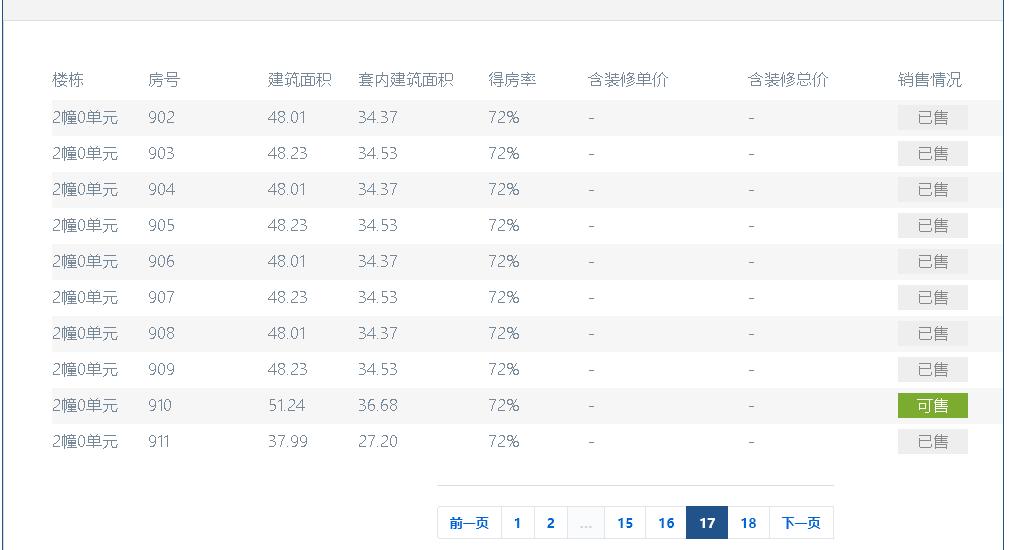 楼栋 房号 建筑面积 套内建筑面积 得房率 含装修单价 含装修总价 销售情况
2幢0单元 902 48.01 34.37 72% - - 已售
2幢0单元 903 48.23 34.53 72% - - 已售
2幢0单元 904 48.01 34.37 72% - - 已售
2幢0单元 905 48.23 34.53 72% - - 已售
2幢0单元 906 48.01 34.37 72% - - 已售
2幢0单元 907 48.23 34.53 72% - - 已售
2幢0单元 908 48.01 34.37 72% - - 已售
2幢0单元 909 48.23 34.53 72% - - 已售
2幢0单元 910 51.24 36.68 72% - - 可售
2幢0单元 911 37.99 27.20 72% - - 已售
前一页 1 2 ... 15 16 17 18 下一页